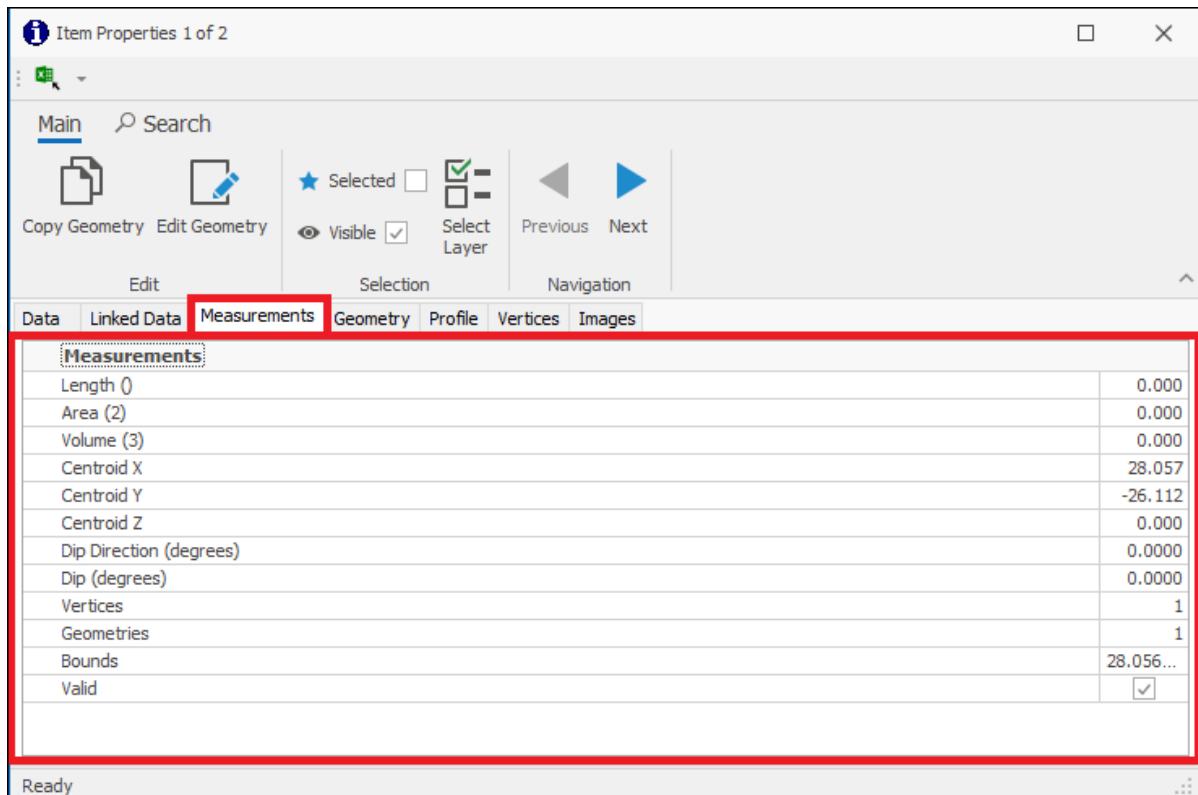 Item Properties 1 of 2
Main Search
Copy Geometry Edit Geometry
Selected
Visible
Select Layer
Previous Next
Edit Selection Navigation
Data Linked Data Measurements Geometry Profile Vertices Images
Measurements
Length () 0.000
Area (2) 0.000
Volume (3) 0.000
Centroid X 28.057
Centroid Y -26.112
Centroid Z 0.000
Dip Direction (degrees) 0.0000
Dip (degrees) 0.0000
Vertices 1
Geometries 1
Bounds 28.056...
Valid
Ready